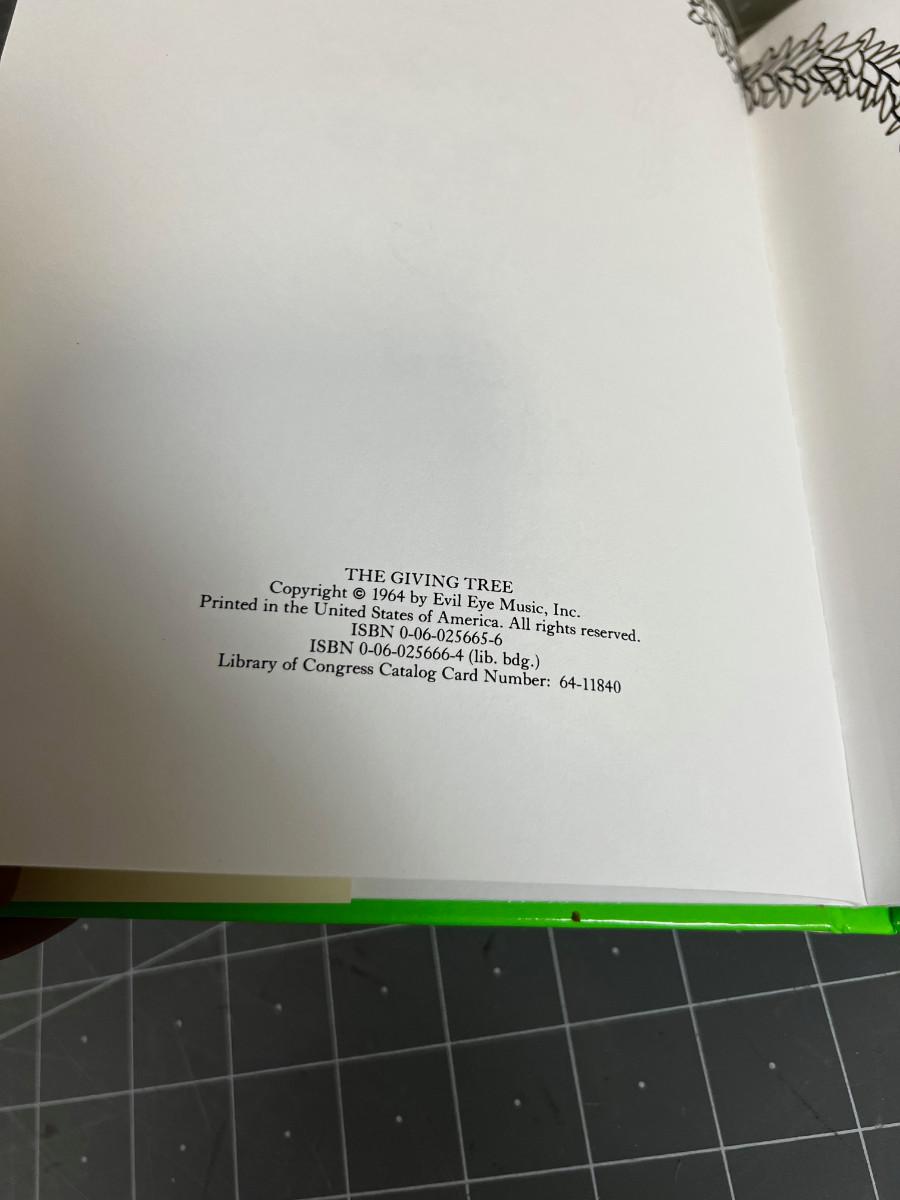 THE GIVING TREE
Copyright © 1964 by Evil Eye Music, Inc.
Printed in the United States of America. All rights reserved.
ISBN 0-06-025665-6
ISBN 0-06-025666-4 (lib. bdg.)
Library of Congress Catalog Card Number: 64-11840